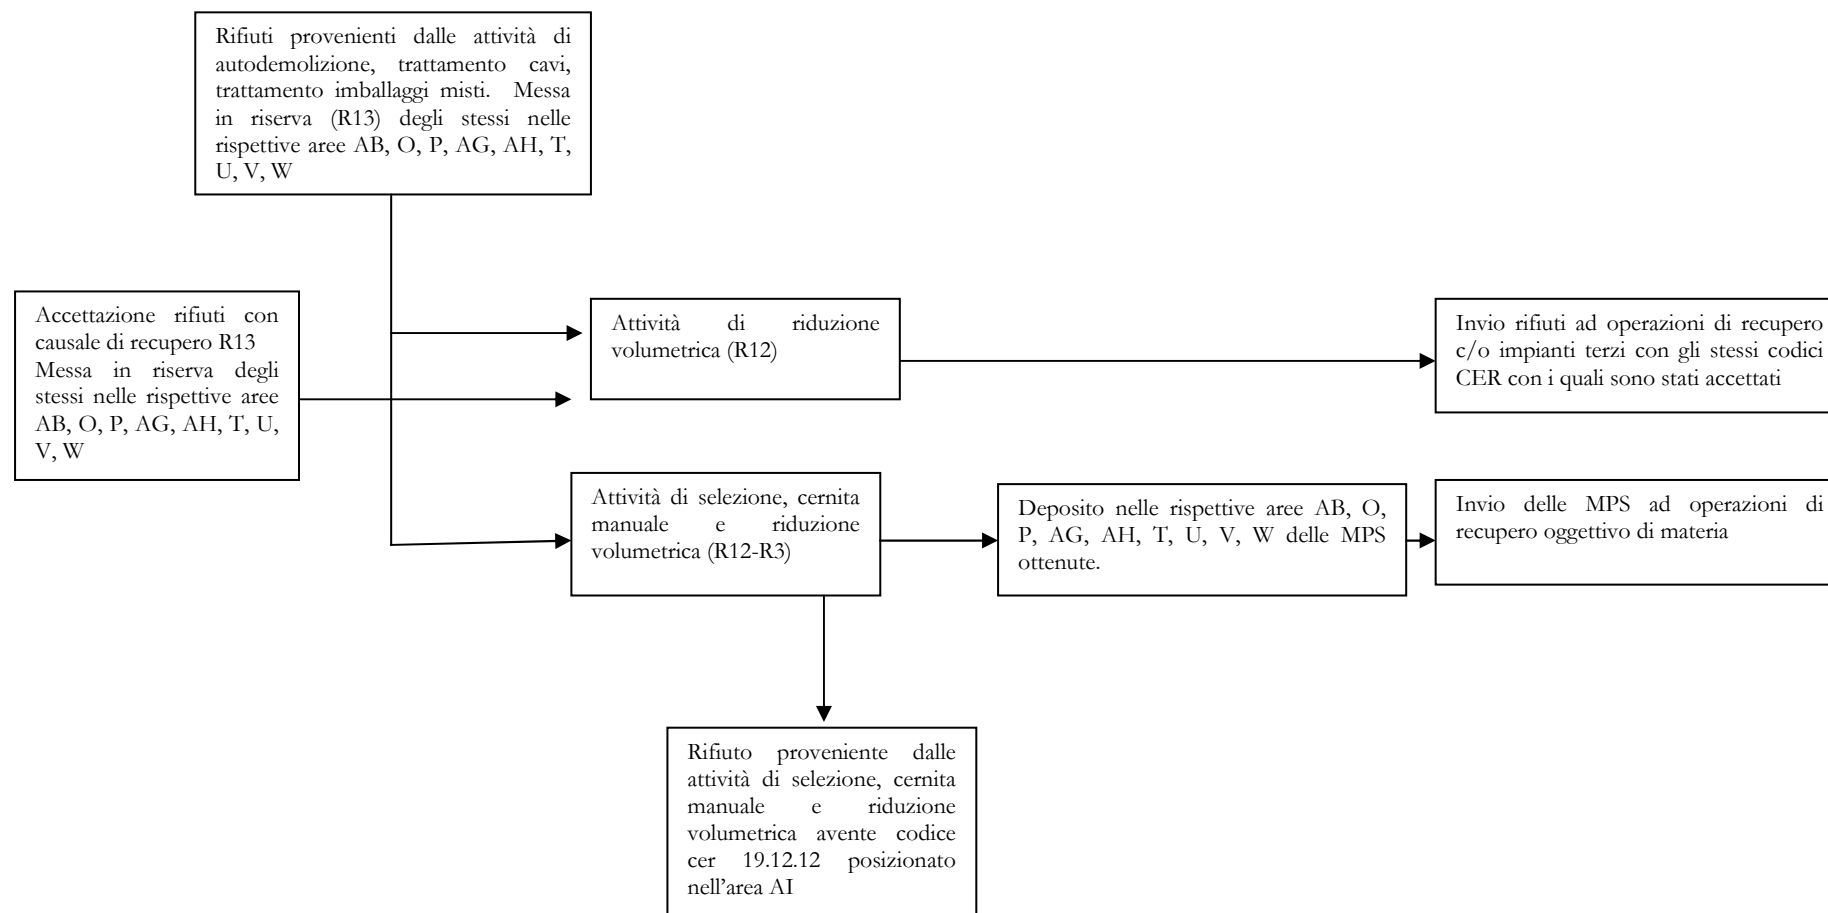 Rifiuti provenienti dalle attività di
autodemolizione, trattamento cavi,
trattamento imballaggi misti. Messa
in riserva (R13) degli stessi nelle
rispettive aree AB, O, P, AG, AH, T,
U, V, W
Accettazione rifiuti con
causale di recupero R13
Messa in riserva degli
stessi nelle rispettive aree
AB, O, P, AG, AH, T, U,
V, W
Attività di riduzione
volumetrica (R12)
Invio rifiuti ad operazioni di recupero
c/o impianti terzi con gli stessi codici
CER con i quali sono stati accettati
Attività di selezione, cernita
manuale e riduzione
volumetrica (R12-R3)
Deposito nelle rispettive aree AB, O,
P, AG, AH, T, U, V, W delle MPS
ottenute.
Invio delle MPS ad operazioni di
recupero oggettivo di materia
Rifiuto proveniente dalle
attività di selezione, cernita
manuale e riduzione
volumetrica avente codice
cer 19.12.12 posizionato
nell'area AI